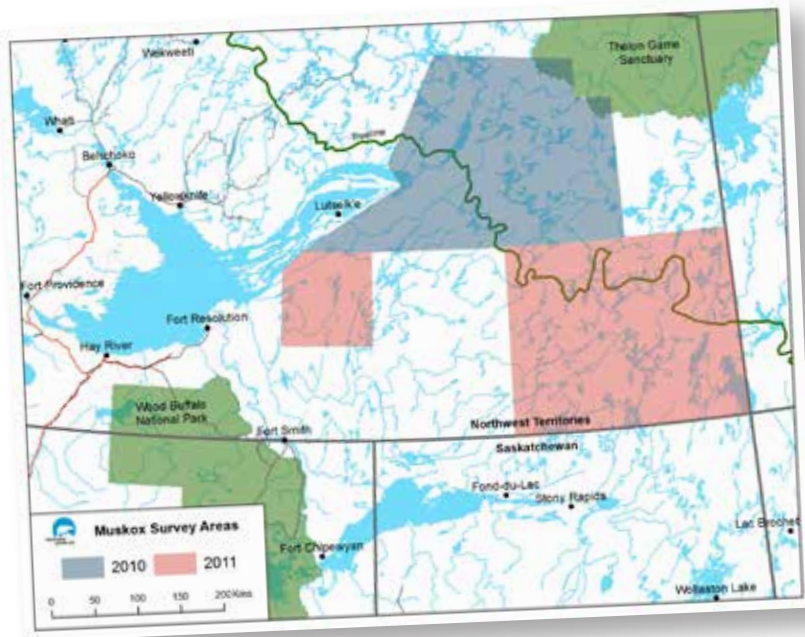 Wekweeti
Thelon Game
Sanctuary
Whati
Behchoko
Treeline
Yellowknife
Lutselk'e
Fort Providence
Fort Resolution
Hay River
Wood Buffalo
National Park
Fort Smith
Northwest Territories
Saskatchewan
Fond-du-Lac
Stony Rapids
Lac Brochet
Fort Chipewyan
Wollaston Lake
Muskox Survey Areas
2010 2011
0 50 100 150 200 Kms